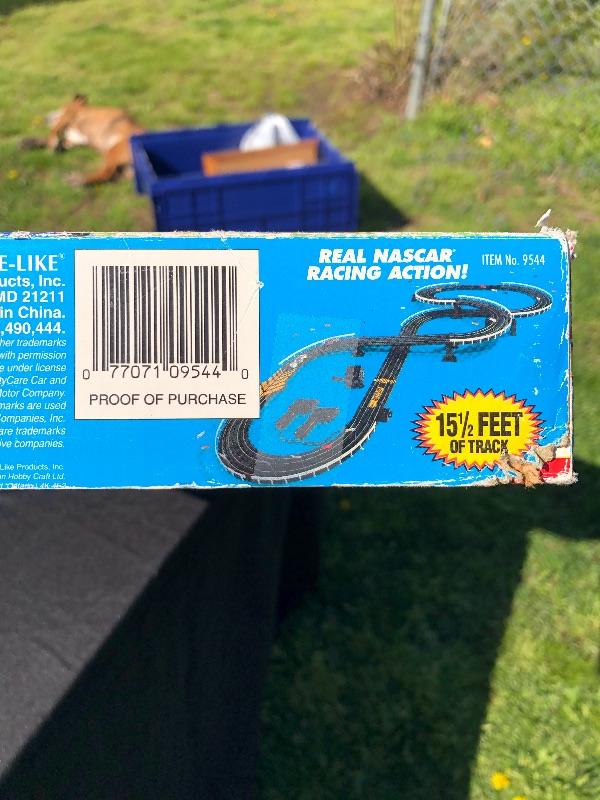 E-LIKE®
ucts, Inc.
MD 21211
in China.
,490,444.
her trademarks
with permission
e under license
tyCare Car and
Motor Company.
marks are used
ompanies, Inc.
are trademarks
ive companies.
Like Products, Inc.
n Hobby Craft Ltd.
0 77071 09544 0
PROOF OF PURCHASE
REAL NASCAR®
RACING ACTION!
ITEM No. 9544
15½ FEET
OF TRACK